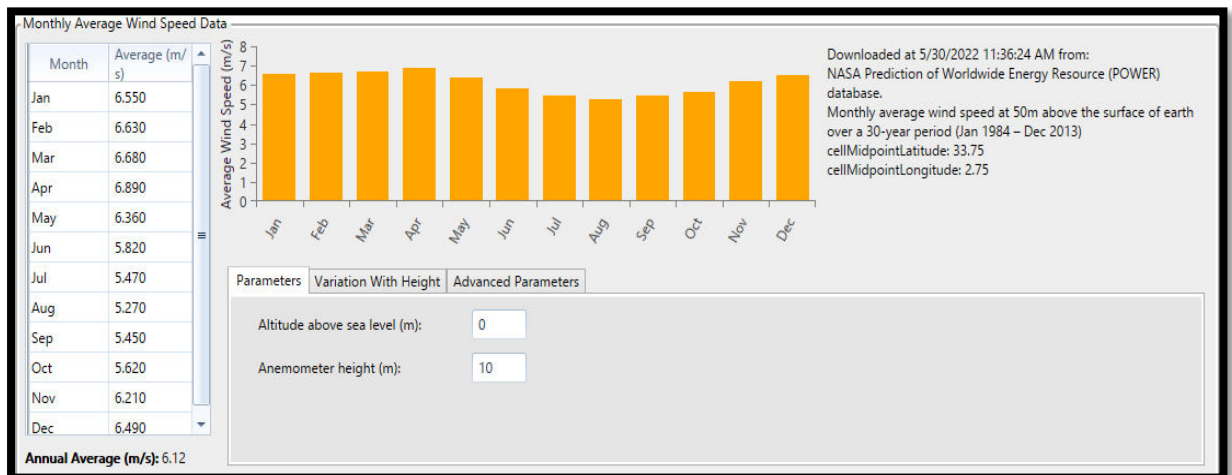 Monthly Average Wind Speed Data
Month Average (m/
s)
Jan 6.550
Feb 6.630
Mar 6.680
Apr 6.890
May 6.360
Jun 5.820
Jul 5.470
Aug 5.270
Sep 5.450
Oct 5.620
Nov 6.210
Dec 6.490
Annual Average (m/s): 6.12
Average Wind Speed (m/s)
8
7
6
5
4
3
2
1
0
Jan Feb Mar Apr May Jun Jul Aug Sep Oct Nov Dec
Downloaded at 5/30/2022 11:36:24 AM from:
NASA Prediction of Worldwide Energy Resource (POWER)
database.
Monthly average wind speed at 50m above the surface of earth
over a 30-year period (Jan 1984 – Dec 2013)
cellMidpointLatitude: 33.75
cellMidpointLongitude: 2.75
Parameters Variation With Height Advanced Parameters
Altitude above sea level (m): 0
Anemometer height (m): 10